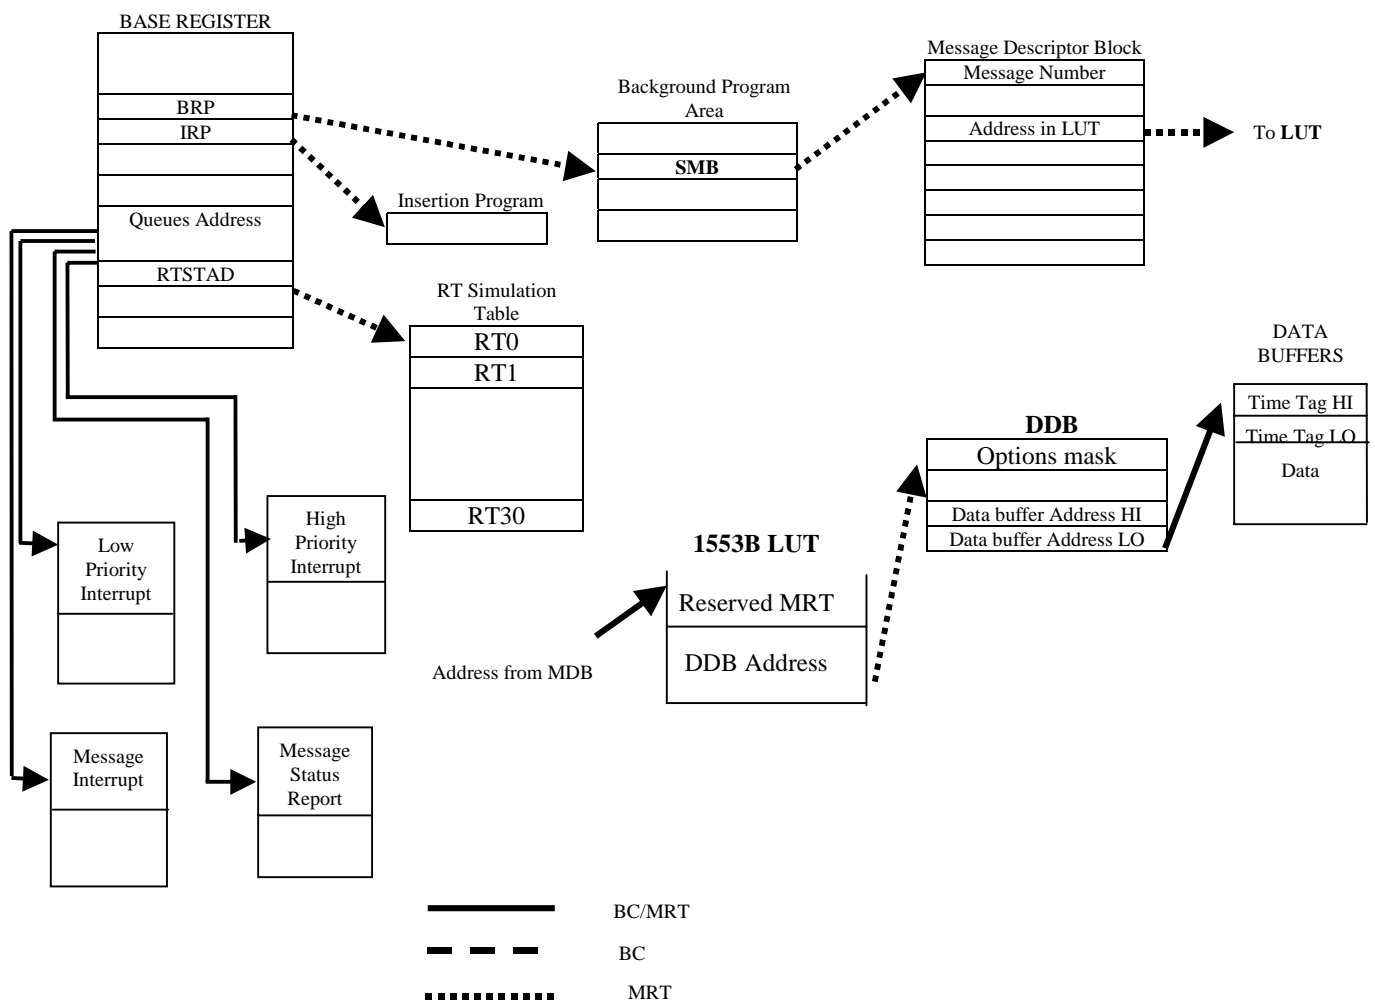 BASE REGISTER
BRP
IRP
Queues Address
RTSTAD
Background Program
Area
SMB
Message Descriptor Block
Message Number
Address in LUT
To LUT
Insertion Program
RT Simulation
Table
RT0
RT1
RT30
DATA
BUFFERS
Time Tag HI
Time Tag LO
Data
DDB
Options mask
Data buffer Address HI
Data buffer Address LO
1553B LUT
Reserved MRT
DDB Address
Address from MDB
High
Priority
Interrupt
Low
Priority
Interrupt
Message
Interrupt
Message
Status
Report
BC/MRT
BC
MRT